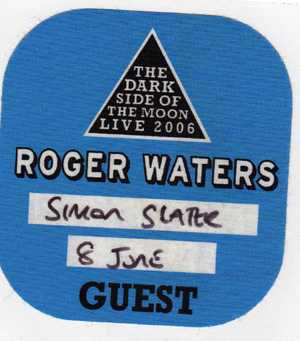 THE
DARK
SIDE OF
THE MOON
LIVE 2006
ROGER WATERS
SIMON SLATER
8 JUNE
GUEST